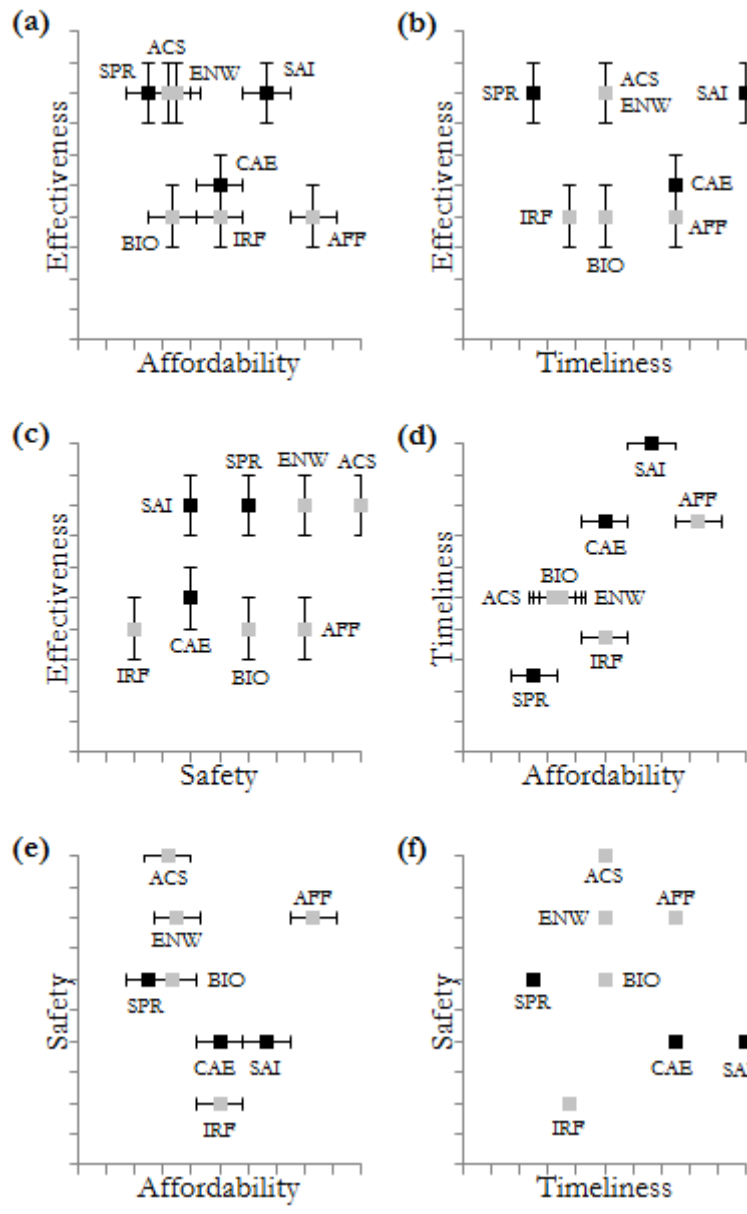 (a)
ACS
SPR
ENW
SAI
CAE
BIO
IRF
AFF
Effectiveness
Affordability
(b)
SPR
ACS
ENW
SAI
CAE
IRF
AFF
BIO
Effectiveness
Timeliness
(c)
SPR
ENW
ACS
SAI
CAE
IRF
BIO
AFF
Effectiveness
Safety
(d)
SAI
AFF
CAE
BIO
ACS
ENW
IRF
SPR
Timeliness
Affordability
(e)
ACS
AFF
ENW
BIO
SPR
CAE
SAI
IRF
Safety
Affordability
(f)
ACS
AFF
ENW
BIO
SPR
CAE
SAI
IRF
Safety
Timeliness